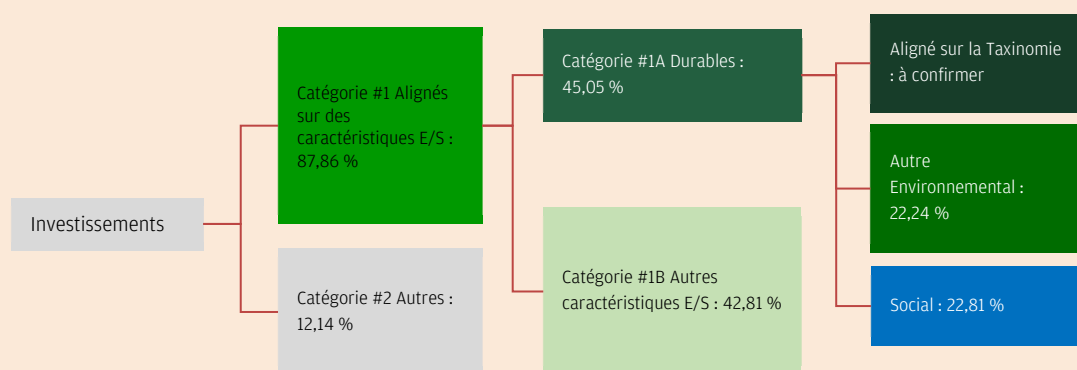 Investissements
Catégorie #1 Alignés
sur des
caractéristiques E/S :
87,86 %
Catégorie #2 Autres :
12,14 %
Catégorie #1A Durables :
45,05 %
Catégorie #1B Autres
caractéristiques E/S : 42,81 %
Aligné sur la Taxinomie
: à confirmer
Autre
Environnemental :
22,24 %
Social : 22,81 %